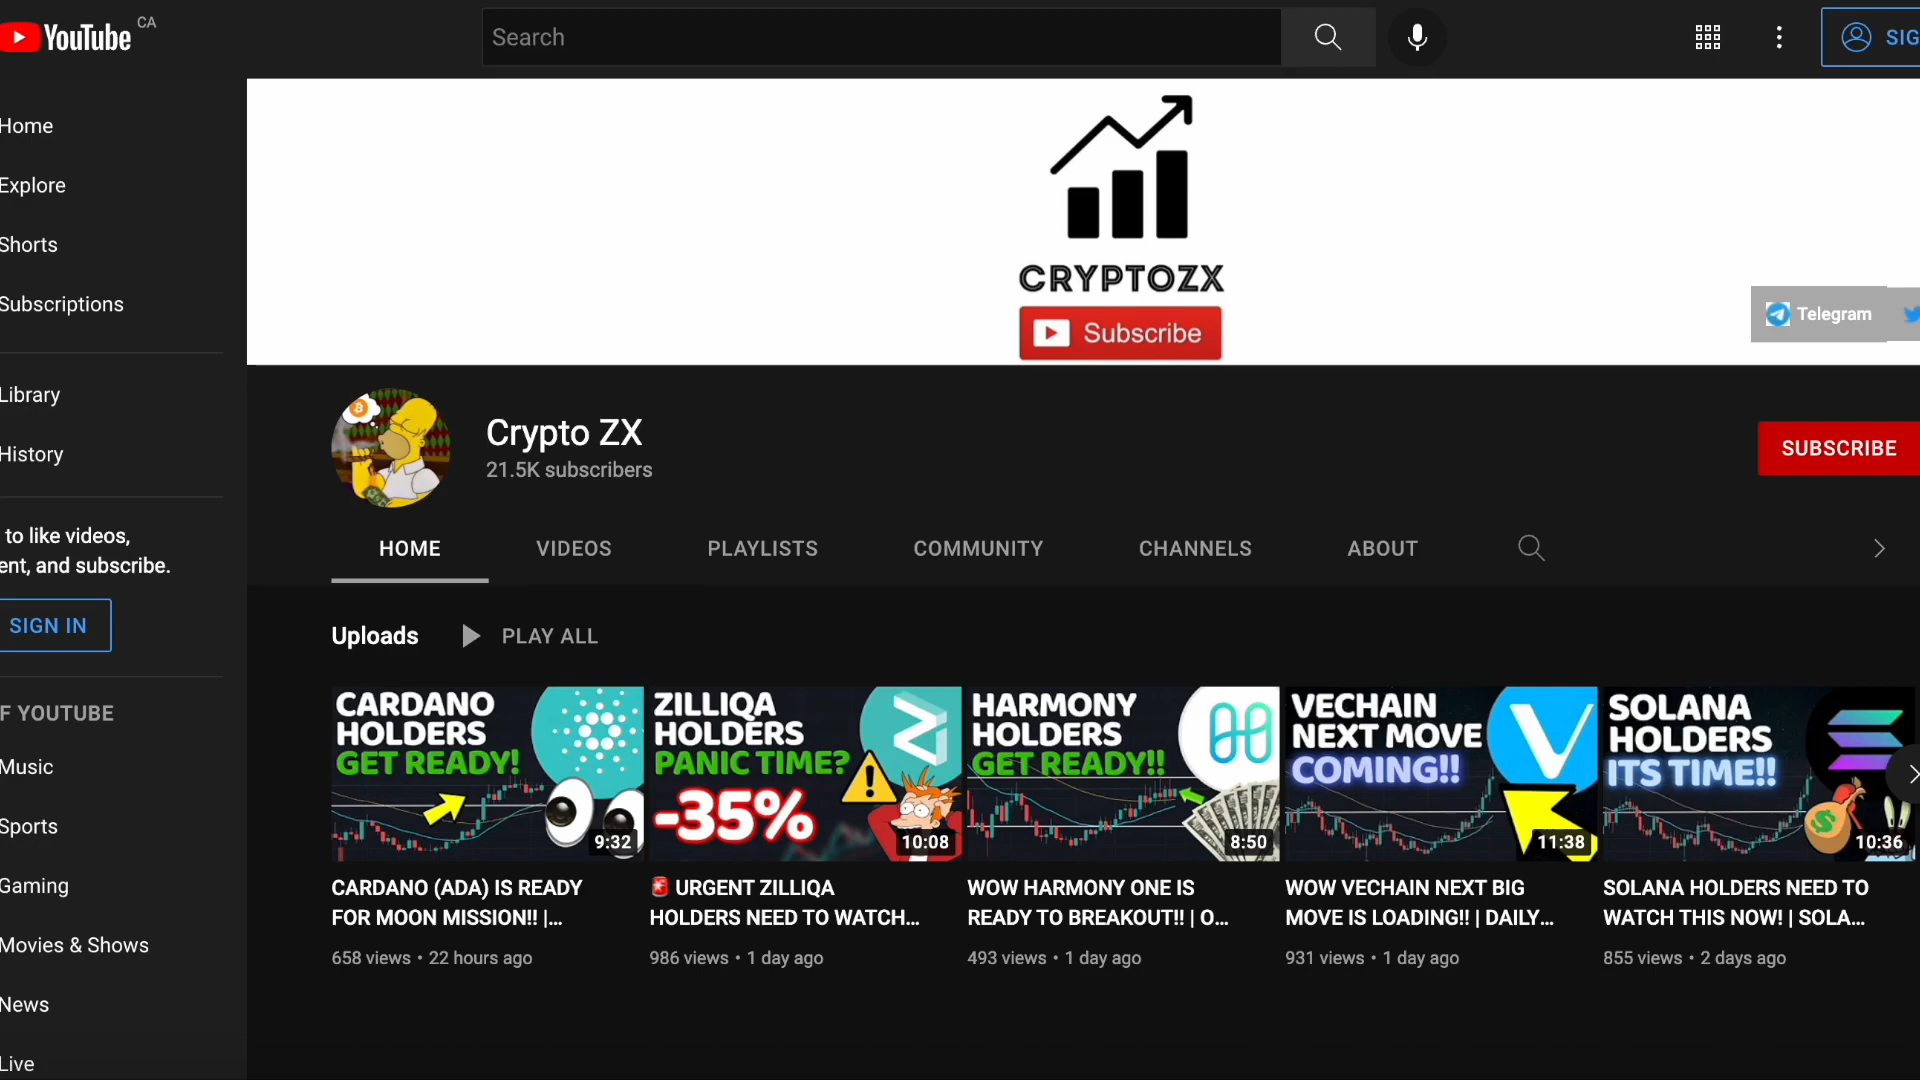 YouTube CA
Search
SIG
Home
Explore
Shorts
Subscriptions
Library
History
to like videos,
ent, and subscribe.
SIGN IN
F YOUTUBE
Music
Sports
Gaming
Movies & Shows
News
Live
CRYPTOZX
Subscribe
Telegram
Crypto ZX
21.5K subscribers
SUBSCRIBE
HOME VIDEOS PLAYLISTS COMMUNITY CHANNELS ABOUT
Uploads PLAY ALL
CARDANO
HOLDERS
GET READY!
9:32
CARDANO (ADA) IS READY
FOR MOON MISSION!! |...
658 views • 22 hours ago
ZILLIQA
HOLDERS
PANIC TIME?
-35%
10:08
🚨 URGENT ZILLIQA
HOLDERS NEED TO WATCH...
986 views • 1 day ago
HARMONY
HOLDERS
GET READY!!
8:50
WOW HARMONY ONE IS
READY TO BREAKOUT!! | O...
493 views • 1 day ago
VECHAIN
NEXT MOVE
COMING!!
11:38
WOW VECHAIN NEXT BIG
MOVE IS LOADING!! | DAILY...
931 views • 1 day ago
SOLANA
HOLDERS
ITS TIME!!
$
10:36
SOLANA HOLDERS NEED TO
WATCH THIS NOW! | SOLA...
855 views • 2 days ago